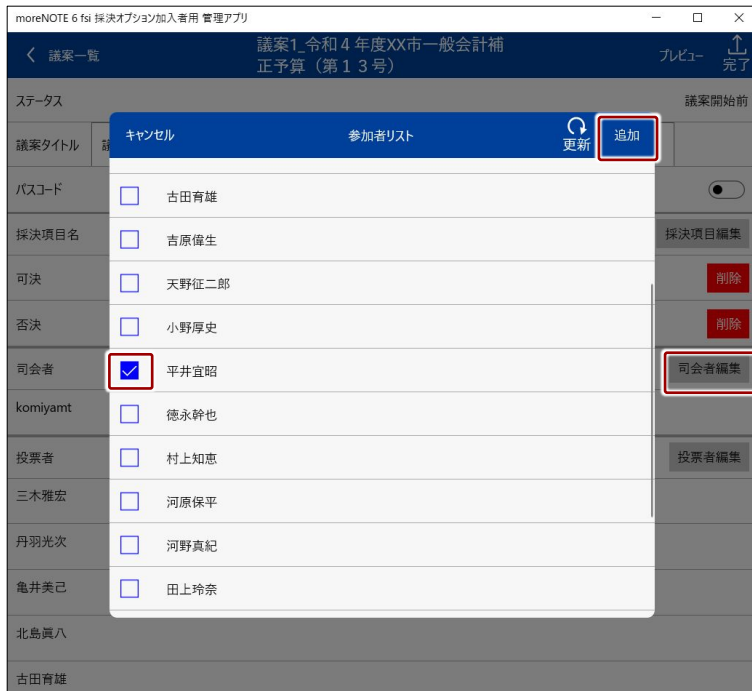 moreNOTE 6 fsi 採決オプション加入者用 管理アプリ
議案一覧
議案1_令和４年度XX市一般会計補
正予算（第１３号）
プレビュー
完了
ステータス
議案開始前
議案タイトル
議
パスコード
採決項目名
採決項目編集
可決
削除
否決
削除
司会者
司会者編集
komiyamt
投票者
投票者編集
三木雅宏
丹羽光次
亀井美己
北島眞八
古田育雄
キャンセル
参加者リスト
更新
追加
古田育雄
吉原偉生
天野征二郎
小野厚史
平井宜昭
徳永幹也
村上知恵
河原保平
河野真紀
田上玲奈